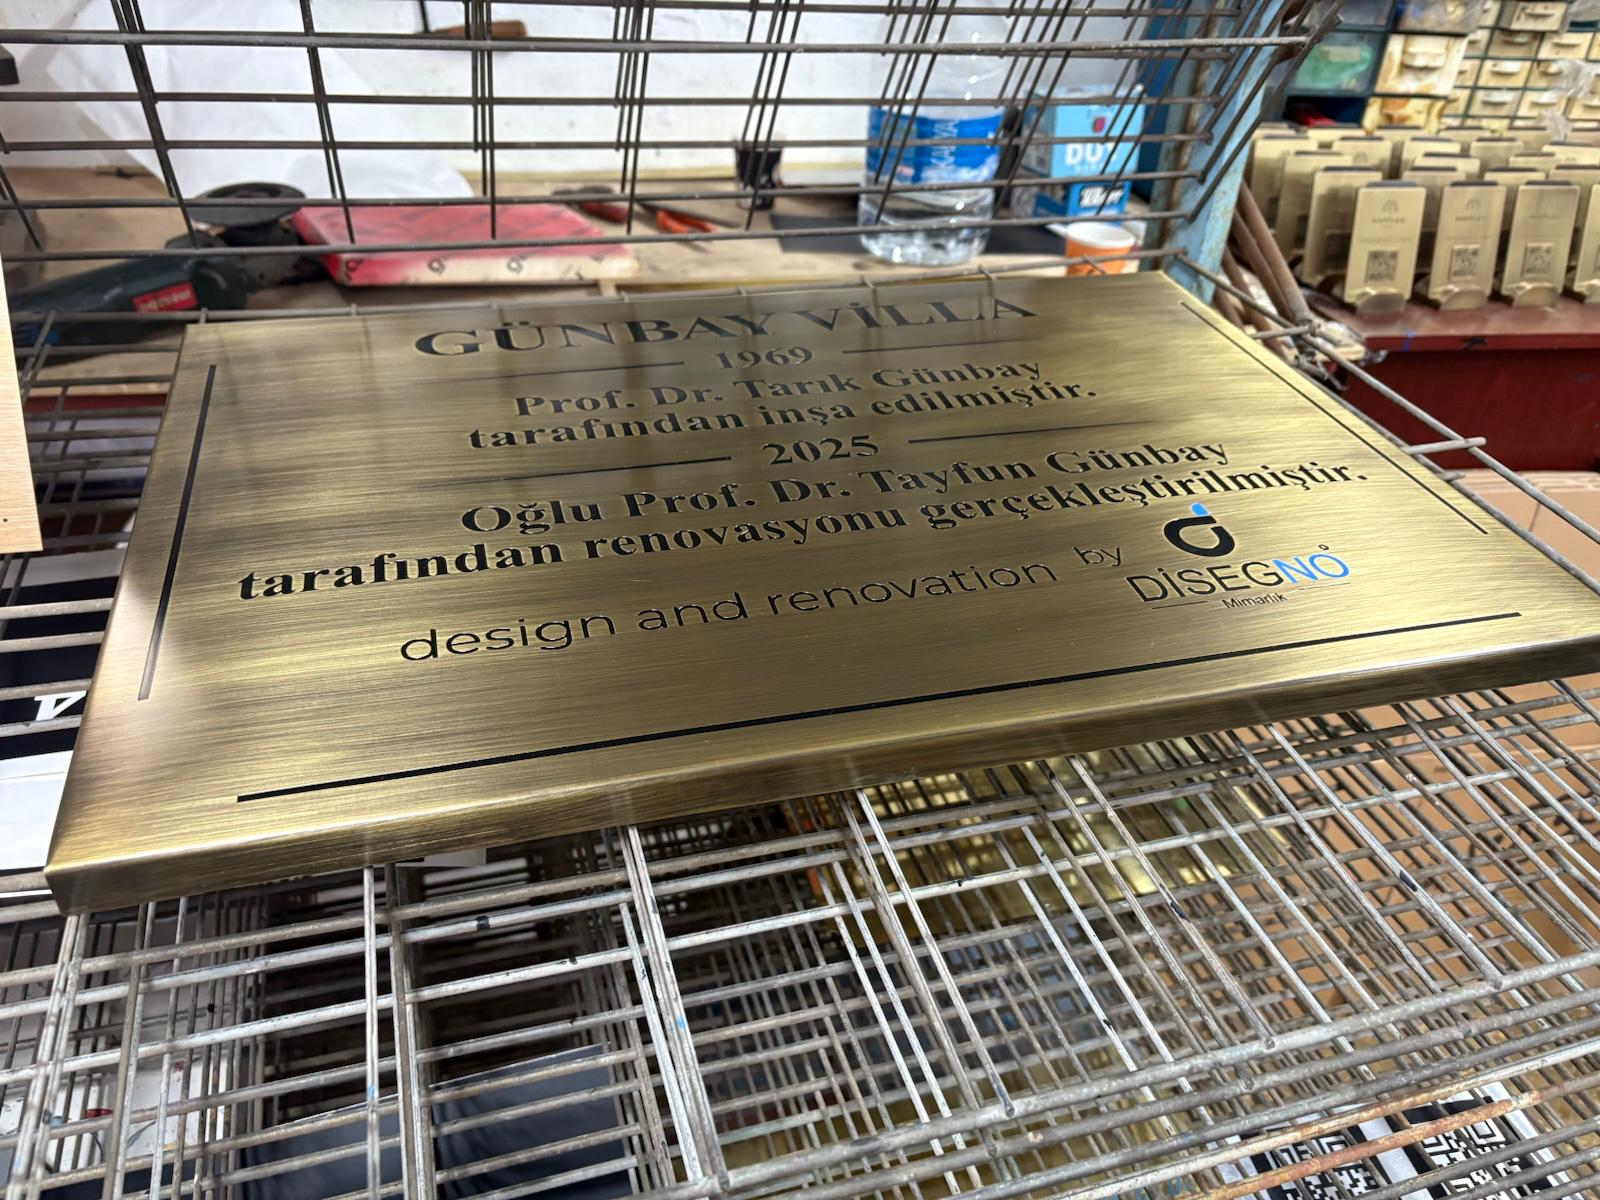 GÜNBAY VİLLA
1969
Prof. Dr. Tarık Günbay
tarafından inşa edilmiştir.
2025
Oğlu Prof. Dr. Tayfun Günbay
tarafından renovasyonu gerçekleştirilmiştir.
design and renovation by
DİSEGNO
Mimarlık